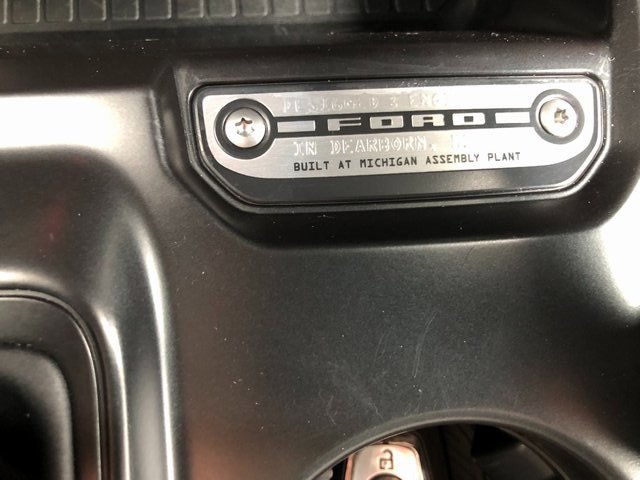 FORD
IN DEARBORN,
BUILT AT MICHIGAN ASSEMBLY PLANT